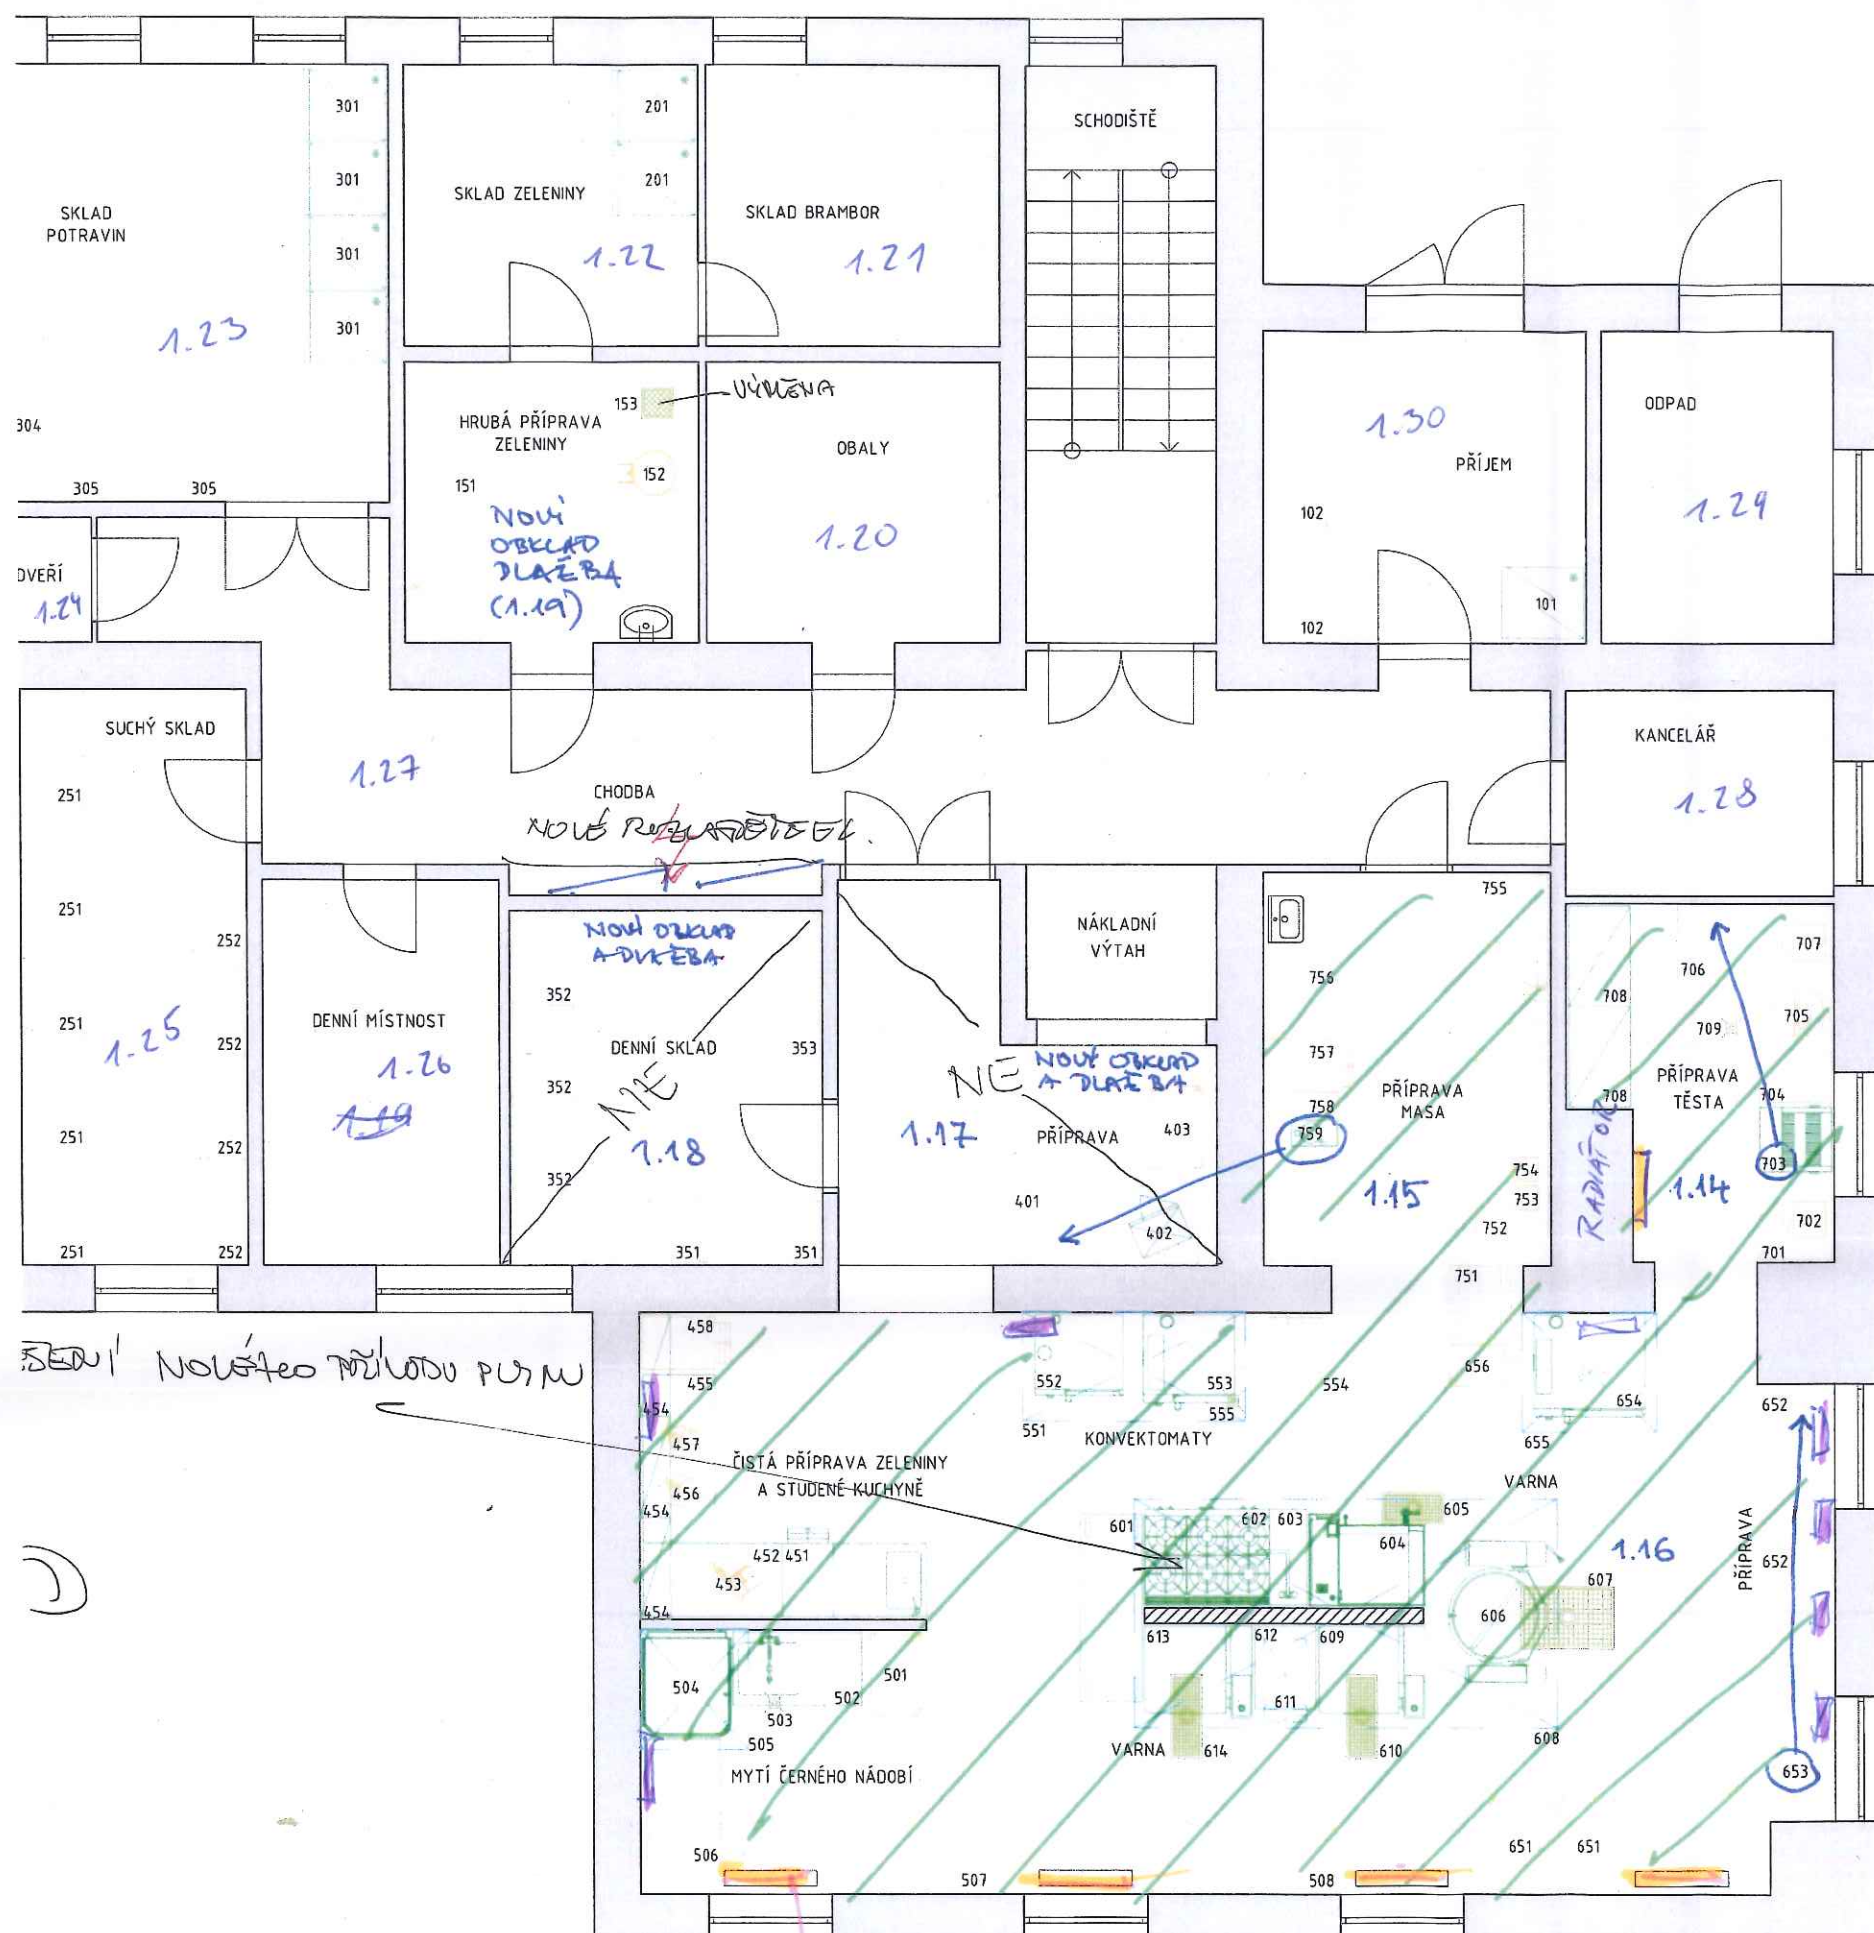 301
201
SCHODIŠTĚ
301
201
SKLAD ZELENINY
SKLAD
POTRAVIN
SKLAD BRAMBOR
301
1.22
1.21
301
1.23
153
VÝMĚNA
HRUBÁ PŘÍPRAVA
ZELENINY
304
OBALY
1.30
PŘÍJEM
ODPAD
305
305
151
152
102
1.29
NOVÝ
OBKLAD
DLAŽBA
(1.19)
1.20
DVEŘÍ
1.24
101
102
SUCHÝ SKLAD
KANCELÁŘ
1.27
251
CHODBA
1.28
NOVÉ
755
251
252
NOVÝ OBKLAD
A DLAŽBA
NÁKLADNÍ
VÝTAH
707
706
756
708
352
705
251
1.25
252
DENNÍ MÍSTNOST
1.26
1.19
DENNÍ SKLAD
353
NE
709
757
NE
NOVÝ OBKLAD
A DLAŽBA
352
PŘÍPRAVA
MASA
PŘÍPRAVA
TĚSTA
708
704
758
759
251
252
1.18
1.17
PŘÍPRAVA
403
RADIÁTOR
703
352
401
402
1.15
754
753
752
1.14
702
701
251
252
351
351
751
458
NOVÉHO PŘÍVODU PLYNU
455
454
457
552
553
555
551
554
656
654
655
652
KONVEKTOMATY
ČISTÁ PŘÍPRAVA ZELENINY
A STUDENÉ KUCHYNĚ
VARNA
456
454
601
602
603
605
604
1.16
PŘÍPRAVA
652
452
451
453
454
607
606
613
612
609
504
501
502
503
505
611
VARNA
614
610
608
653
MYTÍ ČERNÉHO NÁDOBÍ
506
507
508
651
651